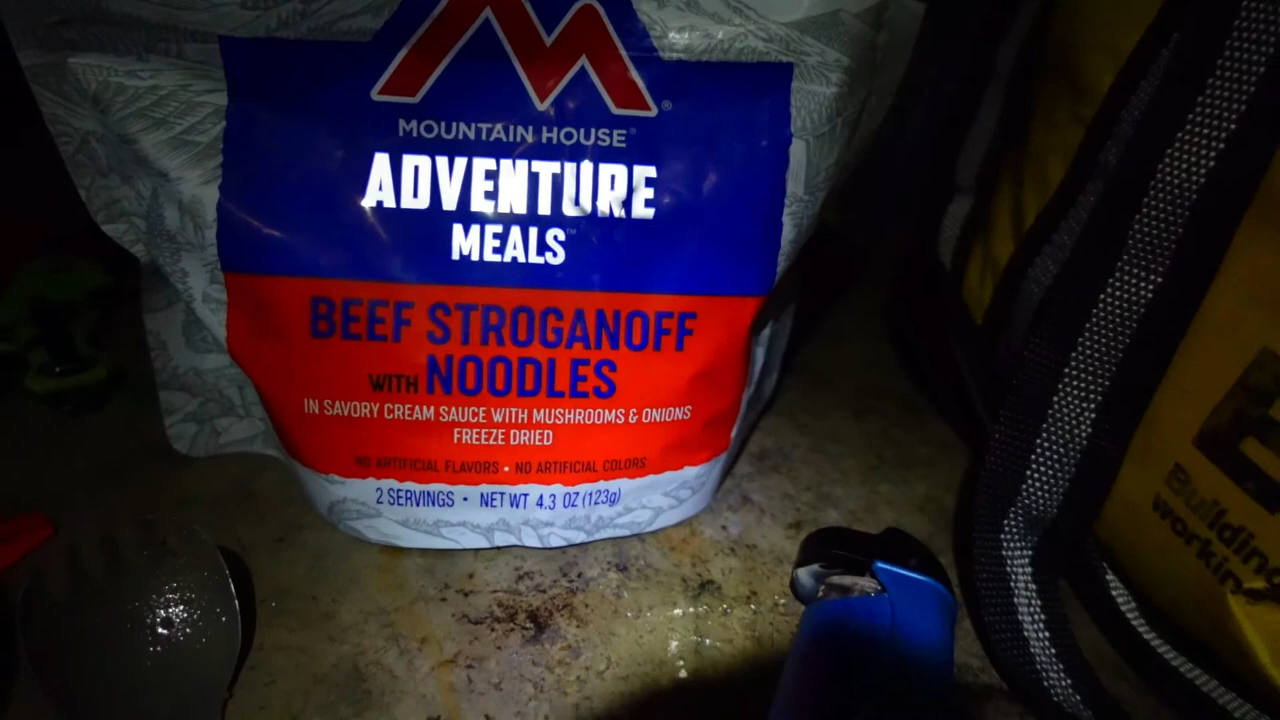 MOUNTAIN HOUSE®
ADVENTURE
MEALS™
BEEF STROGANOFF
WITH NOODLES
IN SAVORY CREAM SAUCE WITH MUSHROOMS & ONIONS
FREEZE DRIED
NO ARTIFICIAL FLAVORS • NO ARTIFICIAL COLORS
2 SERVINGS • NET WT 4.3 OZ (123g)
Building
workin